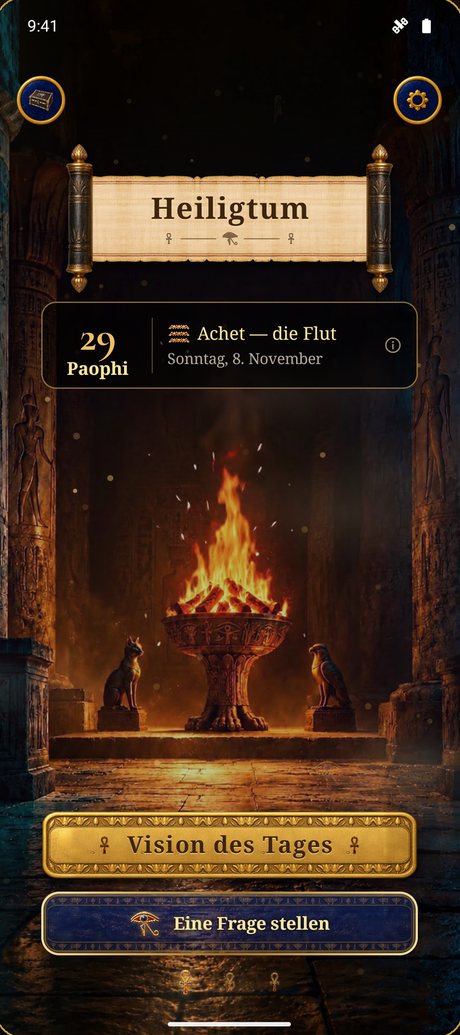 9:41
Heiligtum
29
Paophi
Achet — die Flut
Sonntag, 8. November
Vision des Tages
Eine Frage stellen